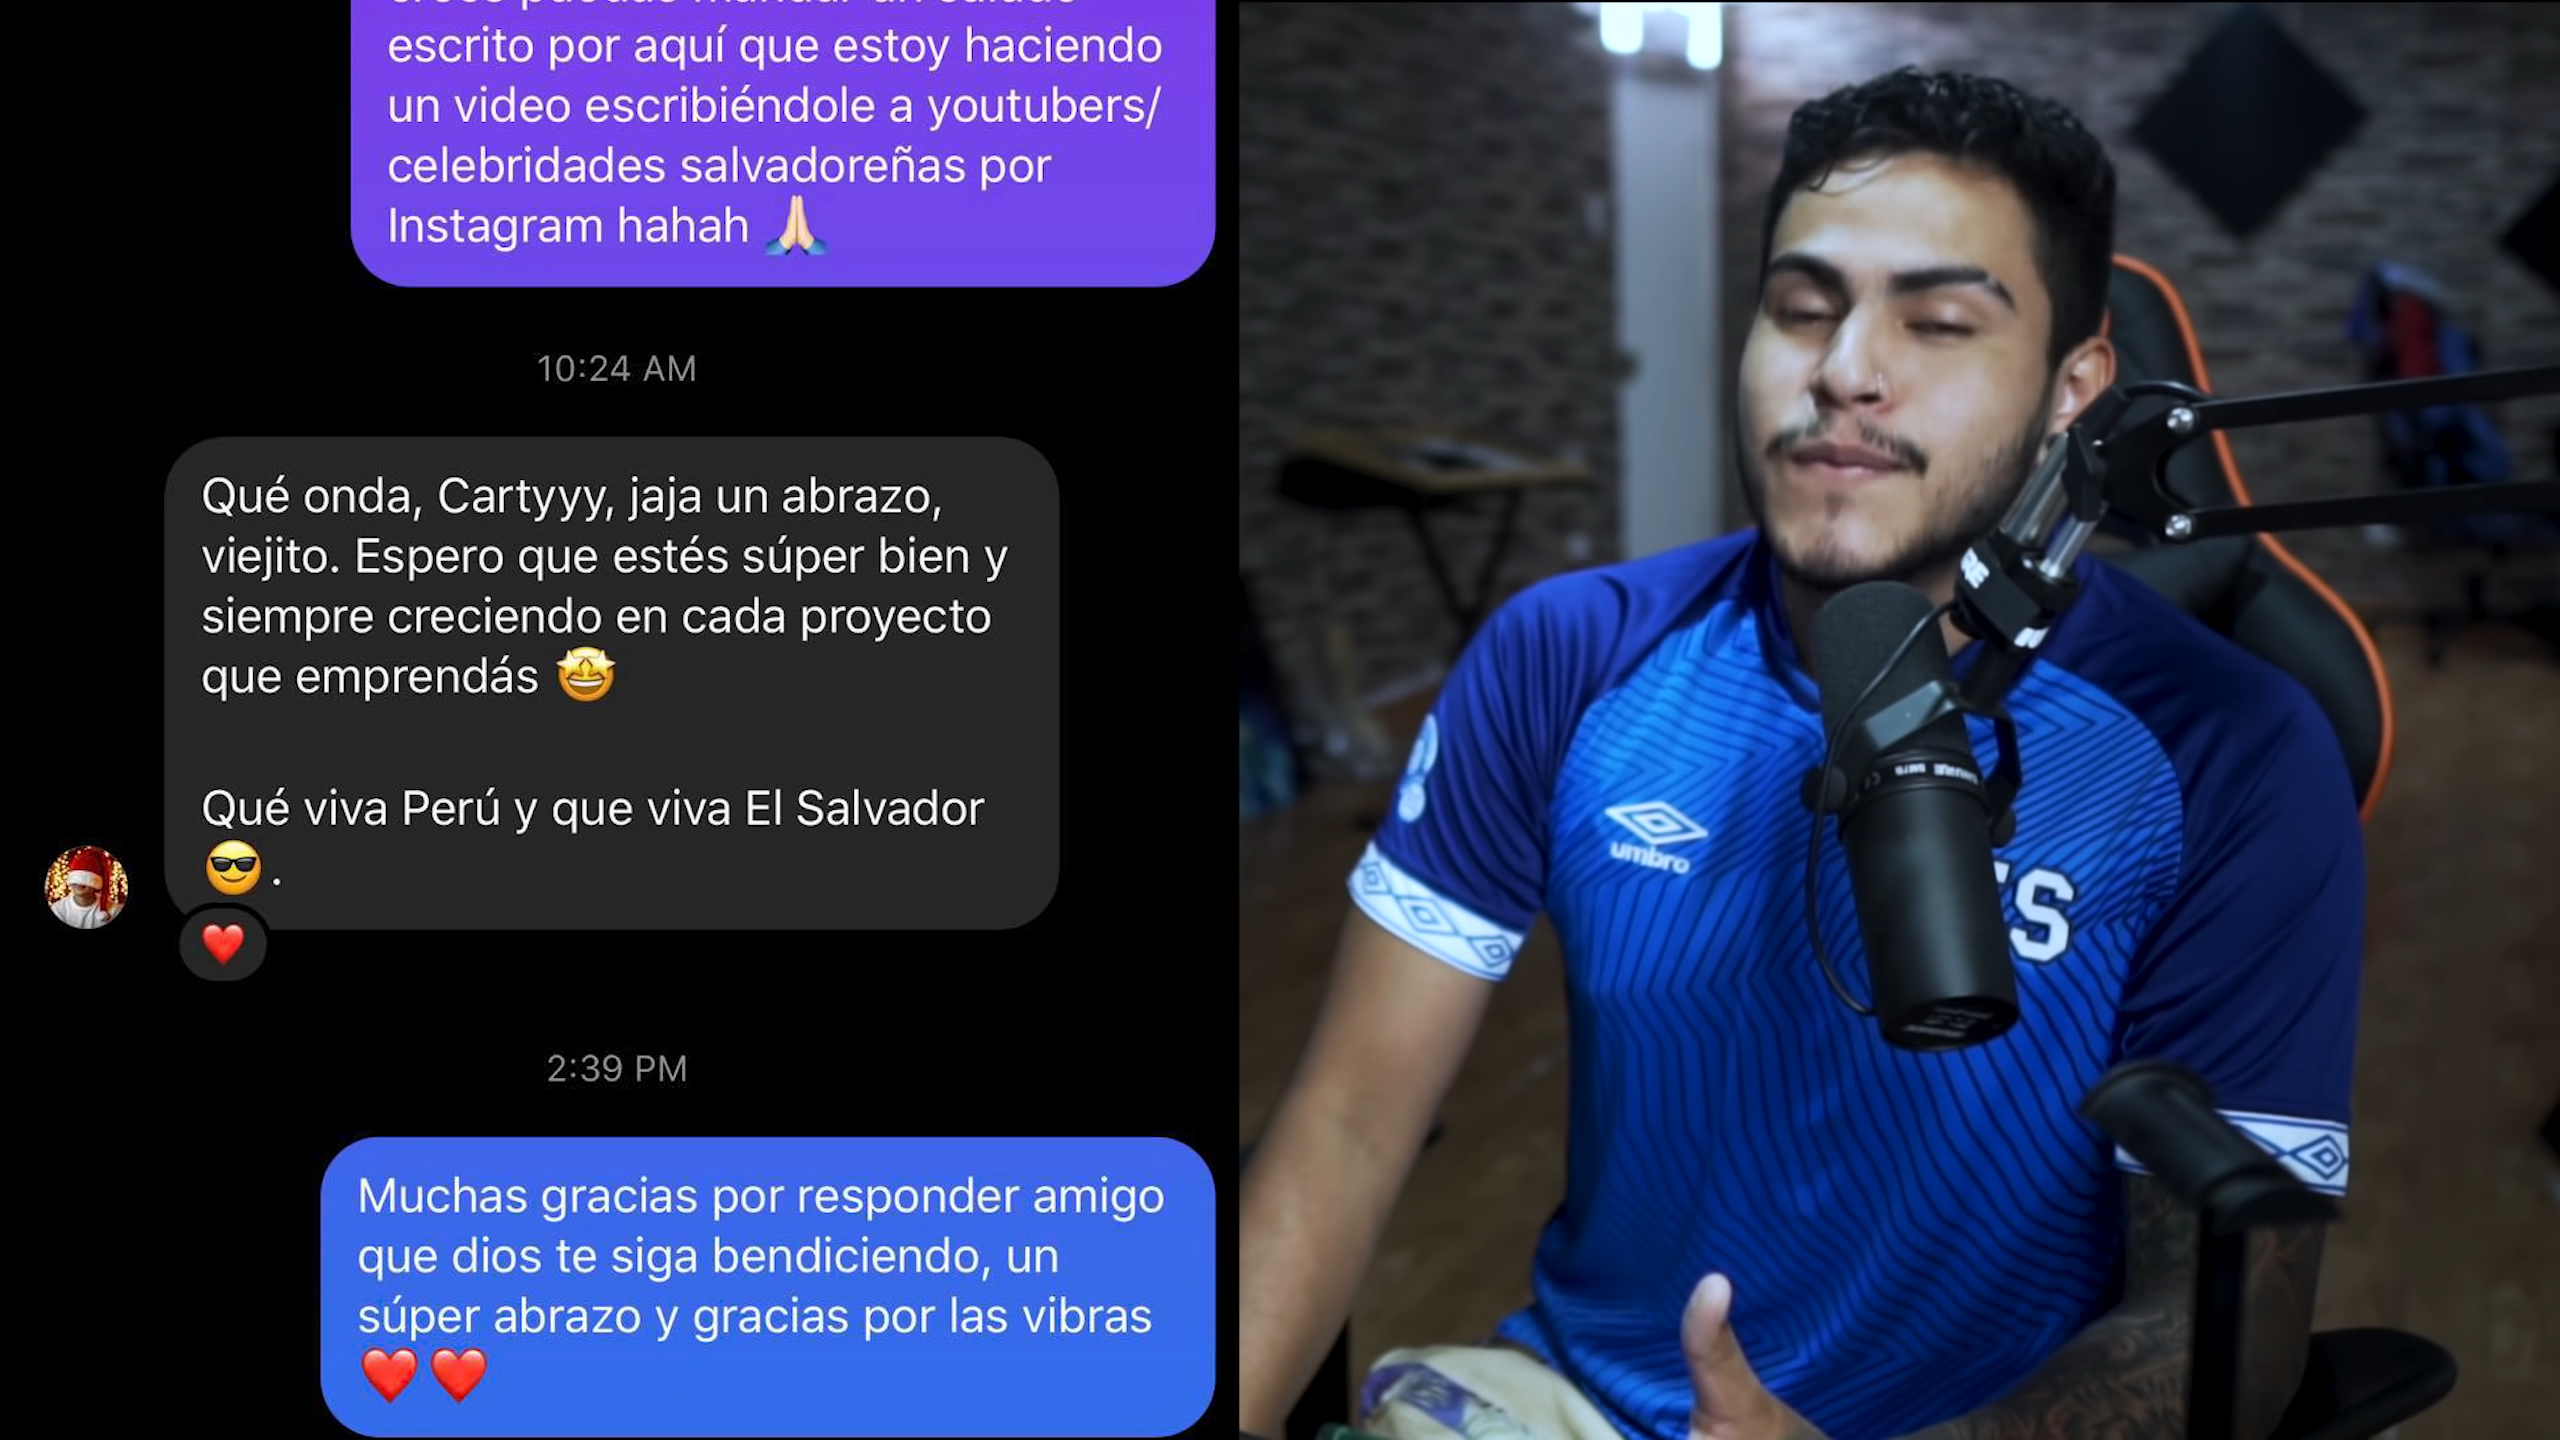 escrito por aquí que estoy haciendo
un video escribiéndole a youtubers/
celebridades salvadoreñas por
Instagram hahah 🙏🏻
10:24 AM
Qué onda, Cartyyy, jaja un abrazo,
viejito. Espero que estés súper bien y
siempre creciendo en cada proyecto
que emprendás 🤩
Qué viva Perú y que viva El Salvador
😎.
❤️
2:39 PM
Muchas gracias por responder amigo
que dios te siga bendiciendo, un
súper abrazo y gracias por las vibras
❤️❤️
umbro
ES